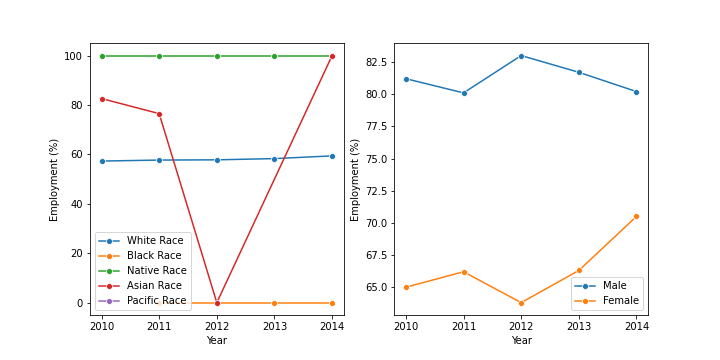 100
80
60
40
20
0
Employment (%)
White Race
Black Race
Native Race
Asian Race
Pacific Race
2010 2011 2012 2013 2014
Year
82.5
80.0
77.5
75.0
72.5
70.0
67.5
65.0
Employment (%)
Male
Female
2010 2011 2012 2013 2014
Year